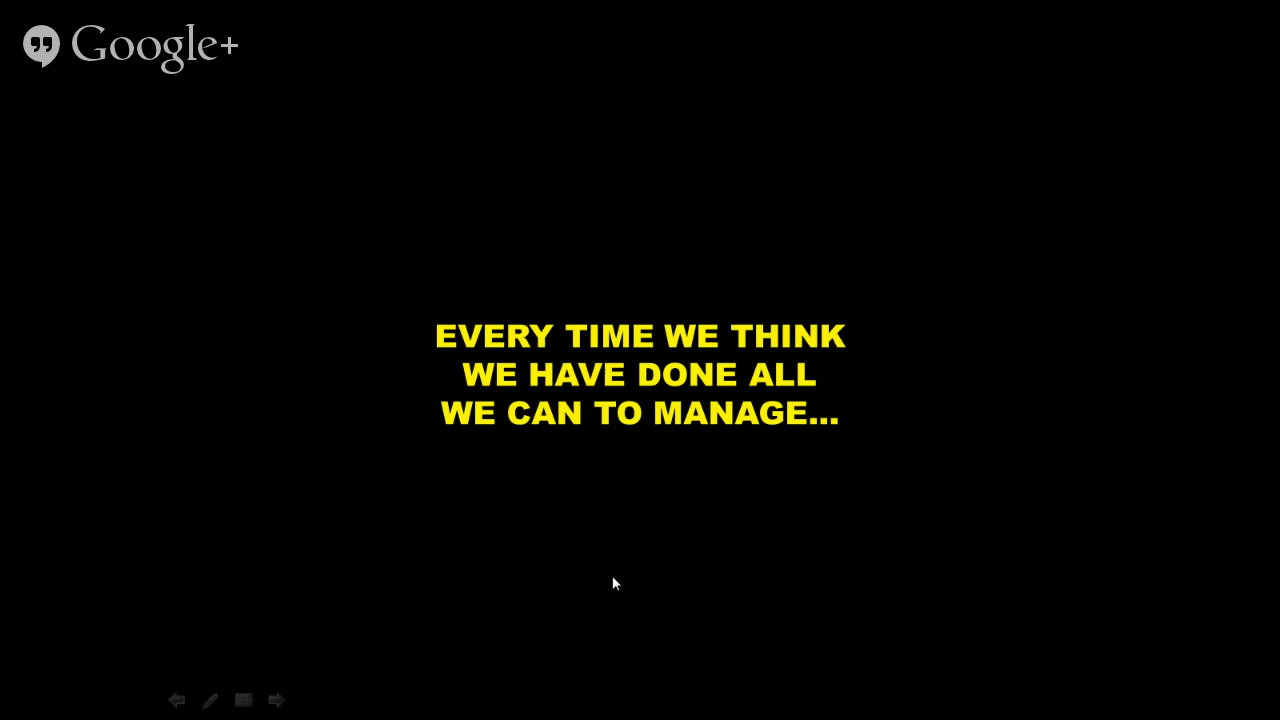 Google+
EVERY TIME WE THINK
WE HAVE DONE ALL
WE CAN TO MANAGE...